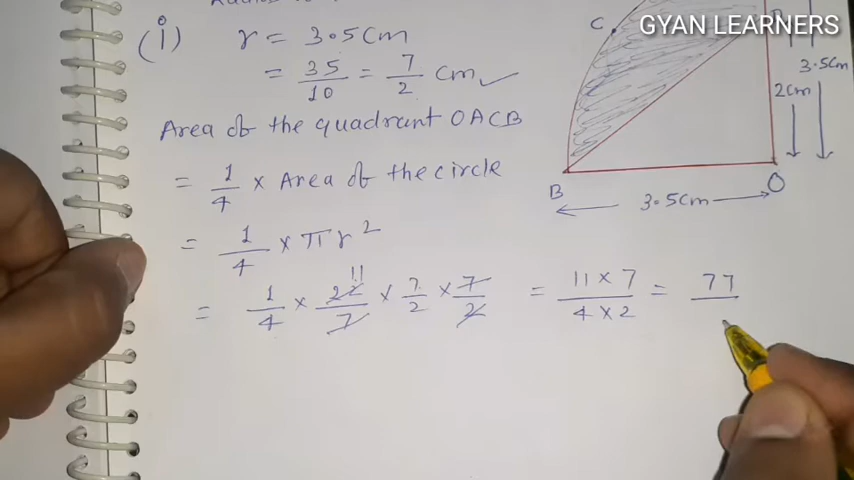 GYAN LEARNERS
(i) r = 3.5cm
= 35/10 = 7/2 cm
Area of the quadrant OACB
= 1/4 × Area of the circle
= 1/4 × πr²
= 1/4 × 22/7 × 7/2 × 7/2 = 11 × 7 / 4 × 2 = 77
11
C
3.5cm
2cm
B
O
3.5cm